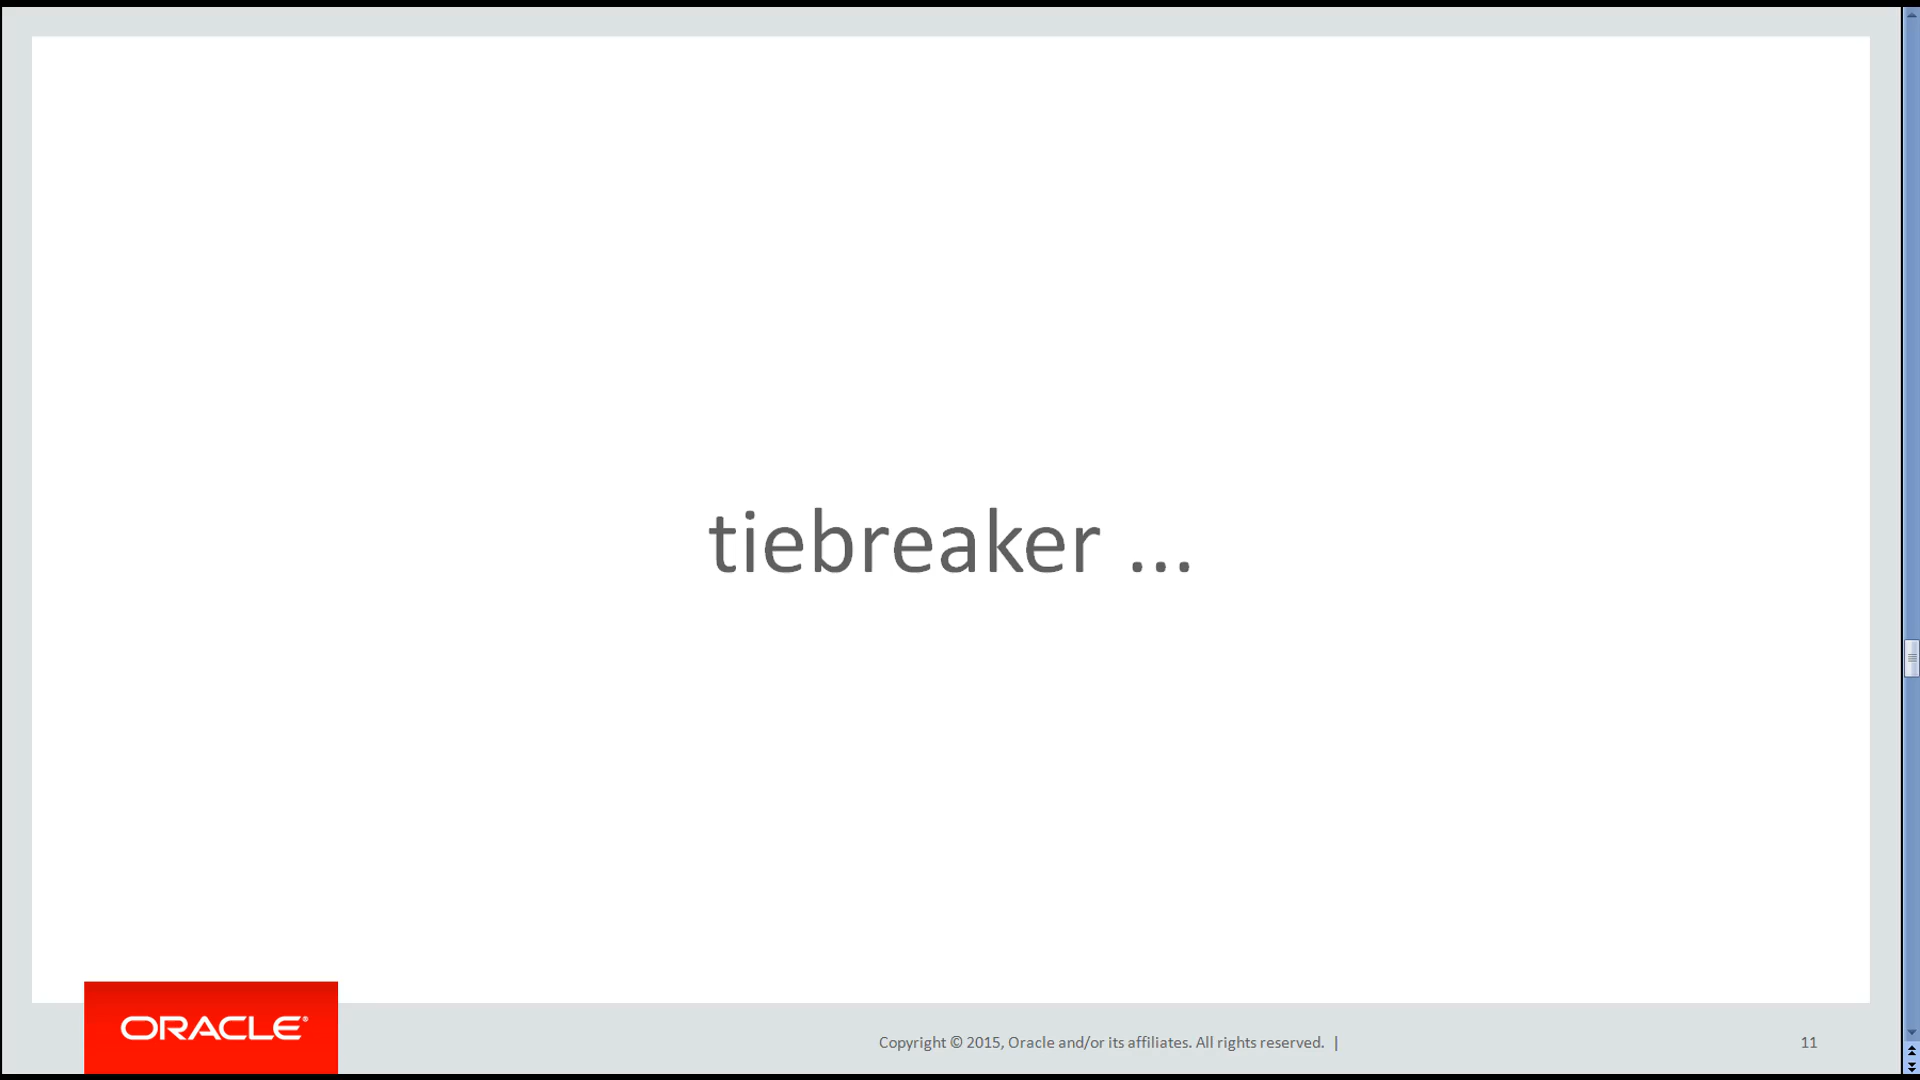 tiebreaker ...
ORACLE®
Copyright © 2015, Oracle and/or its affiliates. All rights reserved. |
11